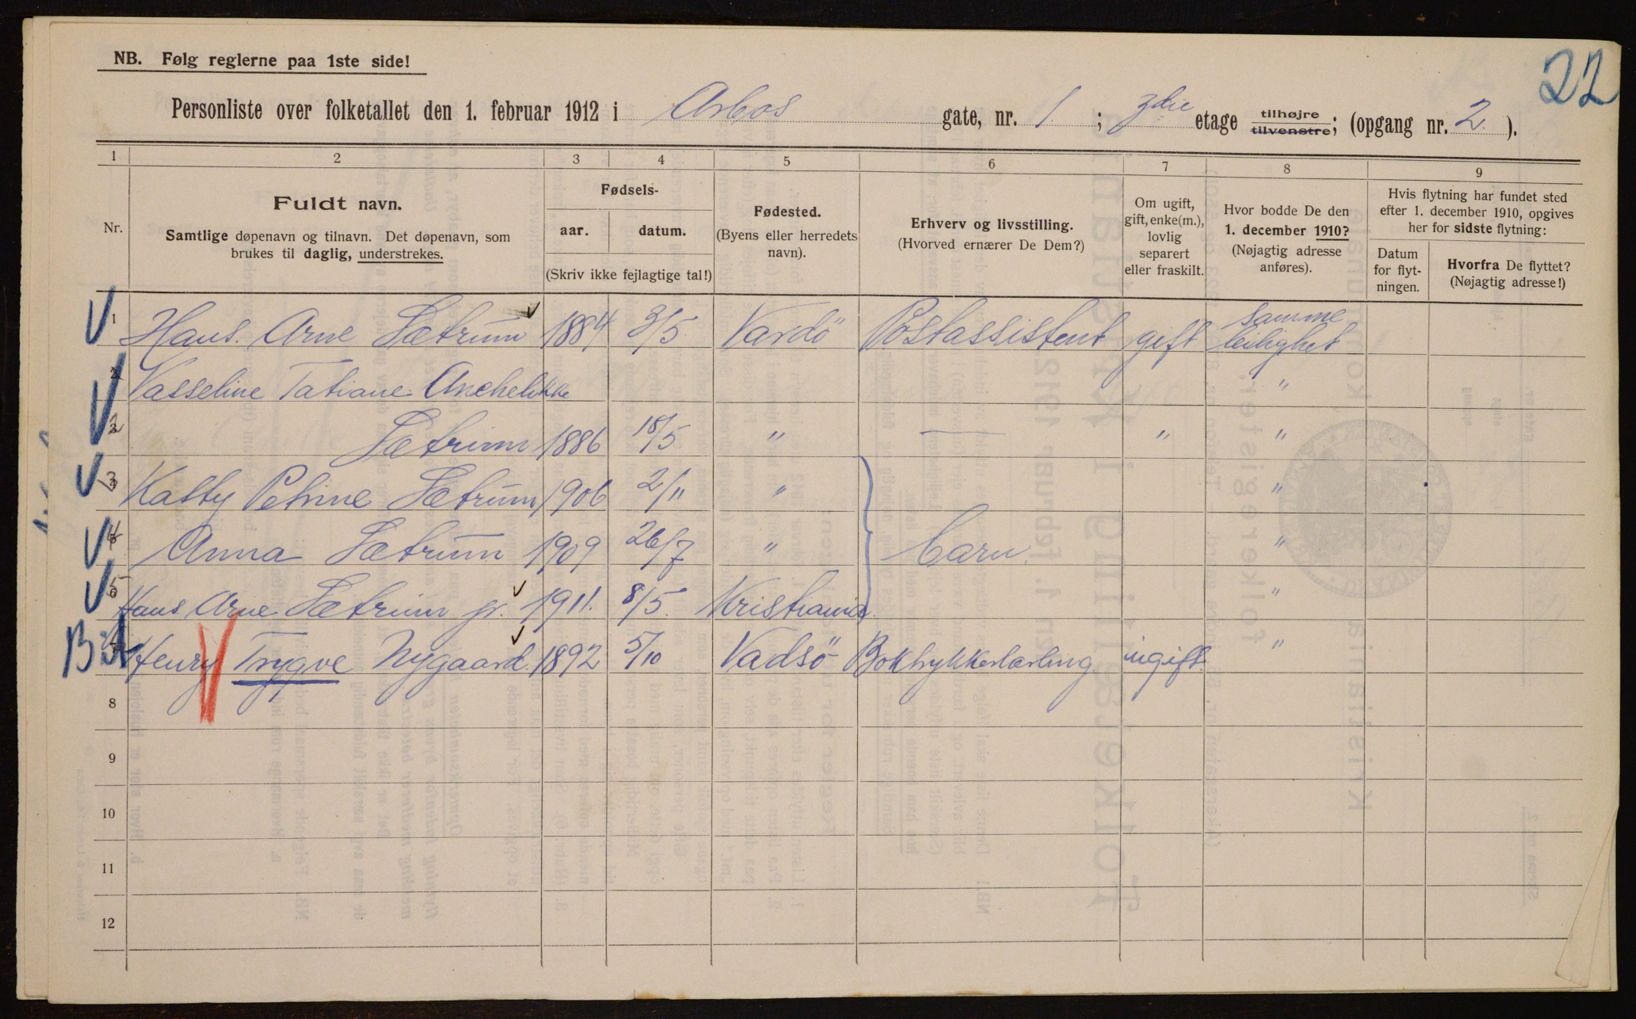 22
NB. Følg reglerne paa 1ste side!
Personliste over folketallet den 1. februar 1912 i Arbos gate, nr. 1. ; 3die etage tilhøjre tilvenstre; (opgang nr. 2. ).
1 2 3 4 5 6 7 8 9
Nr.
Fuldt navn.
Samtlige døpenavn og tilnavn. Det døpenavn, som
brukes til daglig, understrekes.
Fødsels-
aar. datum.
(Skriv ikke fejlagtige tal!)
Fødested.
(Byens eller herredets
navn).
Erhverv og livsstilling.
(Hvorved ernærer De Dem?)
Om ugift,
gift, enke(m.),
lovlig
separert
eller fraskilt.
Hvor bodde De den
1. december 1910?
(Nøjagtig adresse
anføres).
Hvis flytning har fundet sted
efter 1. december 1910, opgives
her for sidste flytning:
Datum
for flyt-
ningen.
Hvorfra De flyttet?
(Nøjagtig adresse!)
1 Hans. Arne Sætrum 1884 3/5 Vardö Postassistent gift samme leilighet
2 Vasseline Tatiane Anchelikke "
Sætrum 1886 18/5 " — " "
3 Katty Petrine Sætrum 1906 2/11 " "
4 Anna Sætrum 1909 26/7 " barn. "
5 Hans Arne Sætrum jr. 1911. 8/5. Kristiania. "
Henry Trygve Nygaard. 1892 5/10 Vadsö Boktrykkerlærling ugift. "
8
9
10
11
12